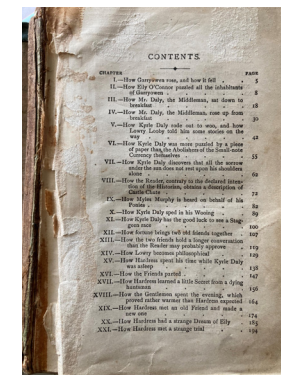 CONTENTS.
CHAPTER PAGE
I.—How Garryowen rose, and how it fell . . 5
II.—How Eily O'Connor puzzled all the inhabitants
of Garryowen . . . . 8
III.—How Mr. Daly, the Middleman, sat down to
breakfast . . . . 18
IV.—How Mr. Daly, the Middleman, rose up from
breakfast . . . . 30
V.—How Kyrle Daly rode out to woo, and how
Lowry Looby told him some stories on the
way . . . . 42
VI.—How Kyrle Daly was more puzzled by a piece
of paper than the Abolishers of the Small-note
Currency themselves . . . 55
VII.—How Kyrle Daly discovers that all the sorrow
under the sun does not rest upon his shoulders
alone . . . . 62
VIII.—How the Reader, contrary to the declared intention
of the Historian, obtains a description of
Castle Chute . . . . 72
IX.—How Myles Murphy is heard on behalf of his
Ponies . . . . 82
X.—How Kyrle Daly sped in his Wooing . . 89
XI.—How Kyrle Daly has the good luck to see a Staggeen
race . . . . 100
XII.—How fortune brings two old friends together . 107
XIII.—How the two friends hold a longer conversation
than the Reader may probably approve . 119
XIV.—How Lowry becomes philosophical . . 129
XV.—How Hardress spent his time while Kyrle Daly
was asleep . . . . 138
XVI.—How the Friends parted . . . 147
XVII.—How Hardress learned a little Secret from a dying
huntsman . . . . 156
XVIII.—How the Gentlemen spent the evening, which
proved rather warmer than Hardress expected 164
XIX.—How Hardress met an old Friend and made a
new one . . . . 174
XX.—How Hardress had a strange Dream of Eily . 185
XXI.—How Hardress met a strange trial . . 194